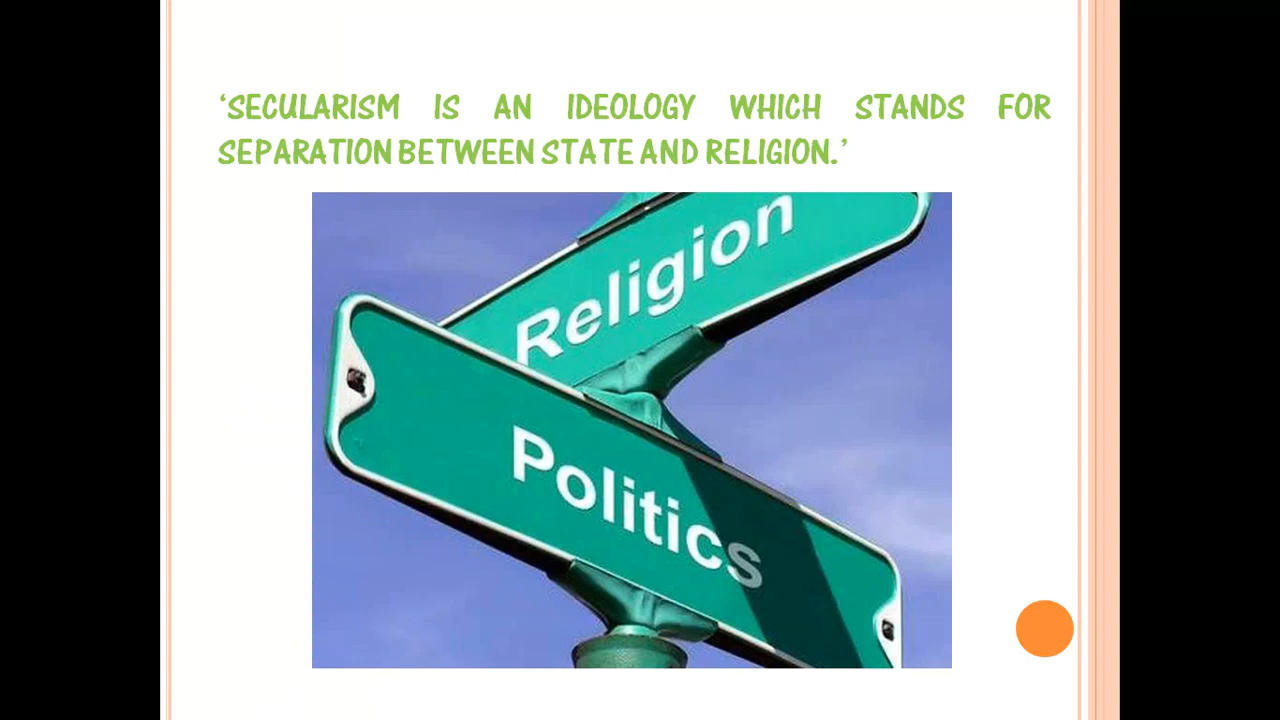 ‘SECULARISM IS AN IDEOLOGY WHICH STANDS FOR
SEPARATION BETWEEN STATE AND RELIGION.’
Religion
Politics